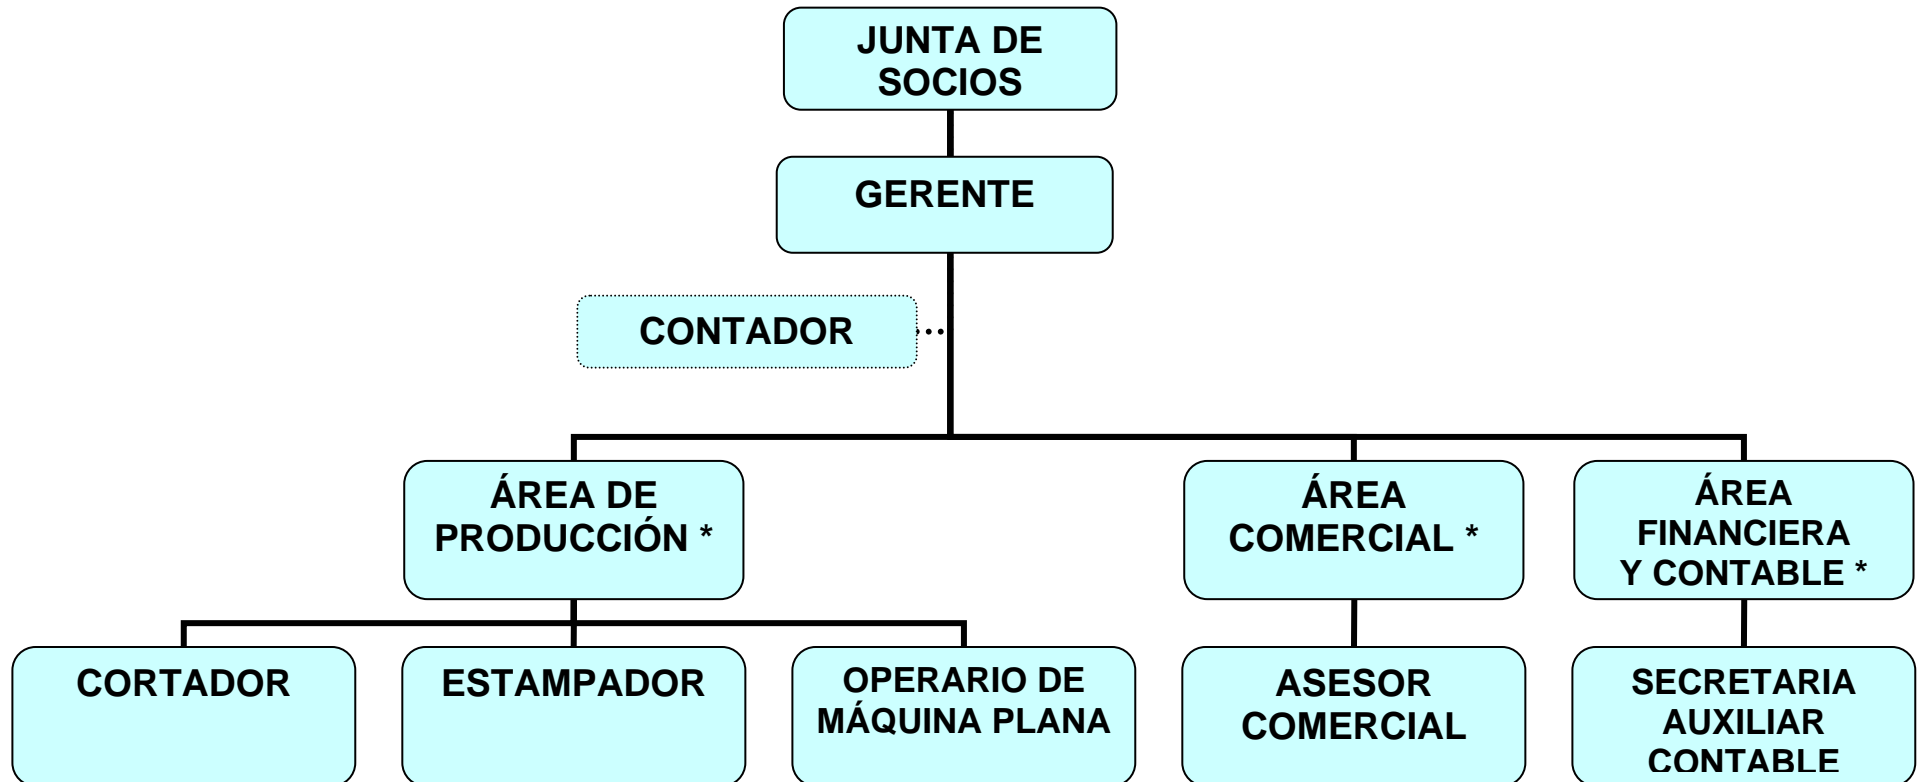 JUNTA DE
SOCIOS
GERENTE
CONTADOR
ÁREA DE
PRODUCCIÓN *
ÁREA
COMERCIAL *
ÁREA
FINANCIERA
Y CONTABLE *
CORTADOR
ESTAMPADOR
OPERARIO DE
MÁQUINA PLANA
ASESOR
COMERCIAL
SECRETARIA
AUXILIAR
CONTABLE